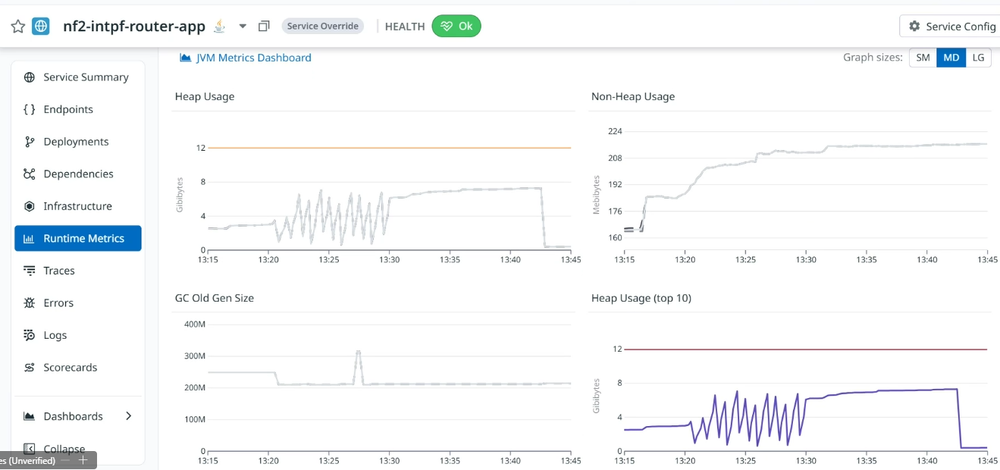 nf2-intpf-router-app Service Override HEALTH Ok Service Config
JVM Metrics Dashboard
Graph sizes: SM MD LG
Service Summary
Endpoints
Deployments
Dependencies
Infrastructure
Runtime Metrics
Traces
Errors
Logs
Scorecards
Dashboards
Collapse
es (Unverified)
Heap Usage
12
8
4
0
Gibibytes
13:15 13:20 13:25 13:30 13:35 13:40 13:45
Non-Heap Usage
224
208
192
176
160
Mebibytes
13:15 13:20 13:25 13:30 13:35 13:40 13:45
GC Old Gen Size
400M
300M
200M
100M
0
13:15 13:20 13:25 13:30 13:35 13:40 13:45
Heap Usage (top 10)
12
8
4
0
Gibibytes
13:15 13:20 13:25 13:30 13:35 13:40 13:45